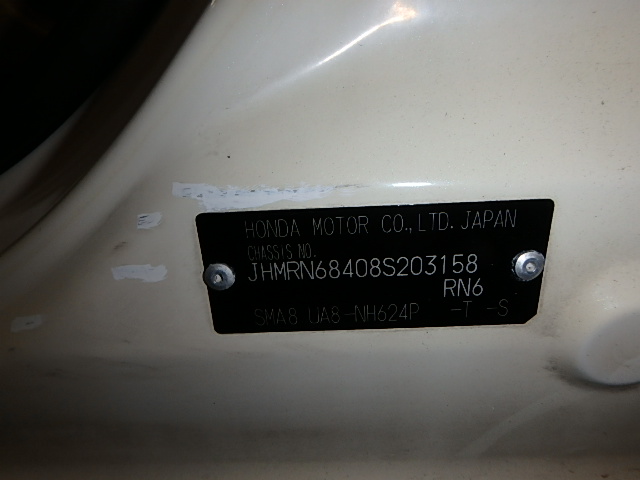 HONDA MOTOR CO.,LTD. JAPAN
CHASSIS NO.
JHMRN68408S203158
RN6
SMA8 UA8-NH624P -T -S